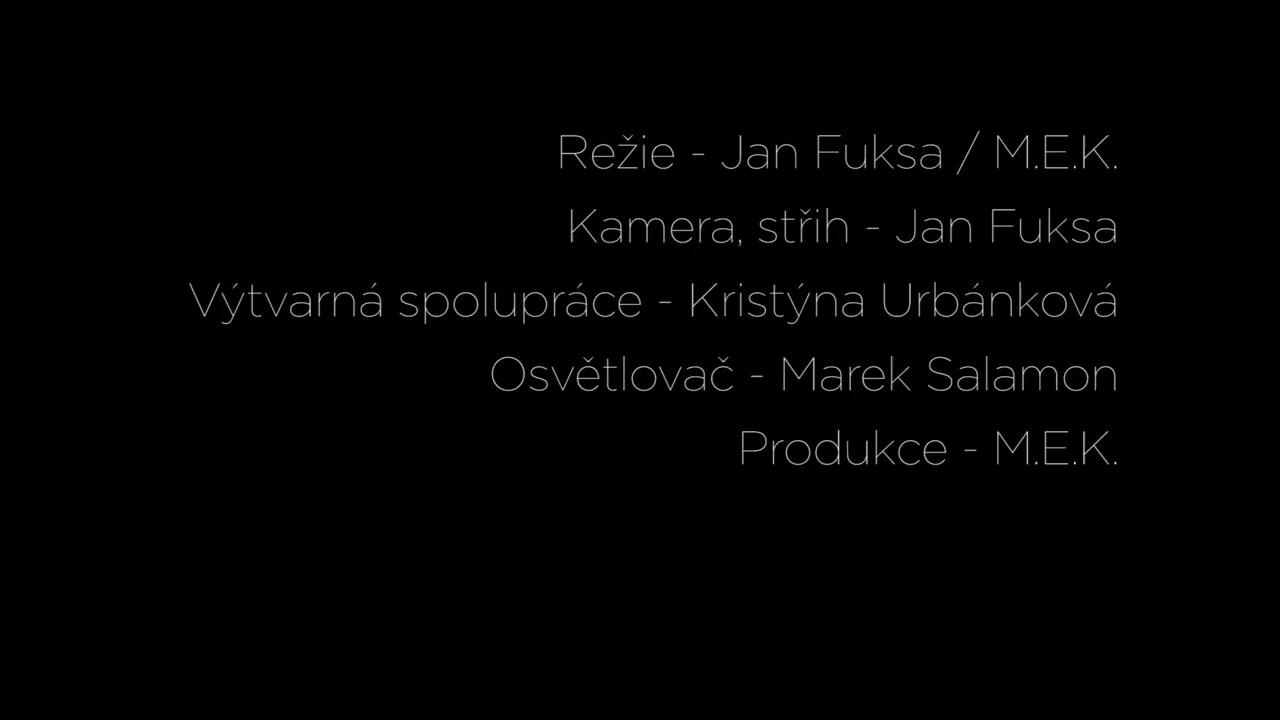 Režie - Jan Fuksa / M.E.K.
Kamera, střih - Jan Fuksa
Výtvarná spolupráce - Kristýna Urbánková
Osvětlovač - Marek Salamon
Produkce - M.E.K.